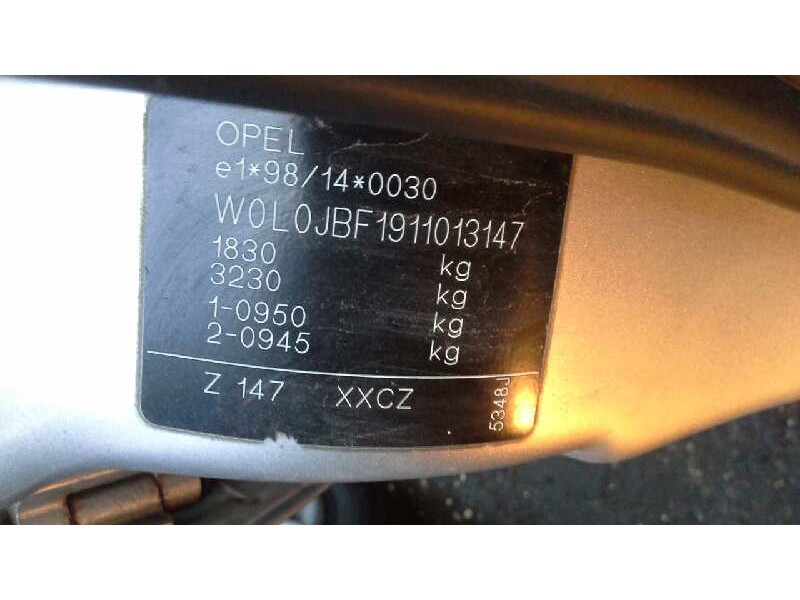 OPEL
e1*98/14*0030
W0L0JBF1911013147
1830 kg
3230 kg
1-0950 kg
2-0945 kg
Z 147 XXCZ
5348J